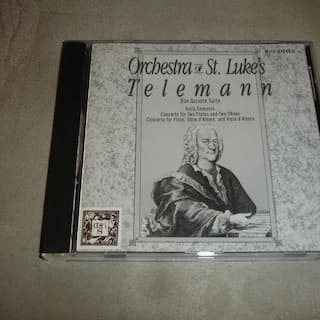 Orchestra OF St. Luke's
Telemann
Don Quixote Suite
Viola Concerto
Concerto for Two Flutes and Two Oboes
Concerto for Flute, Oboe d'Amore, and Viola d'Amore